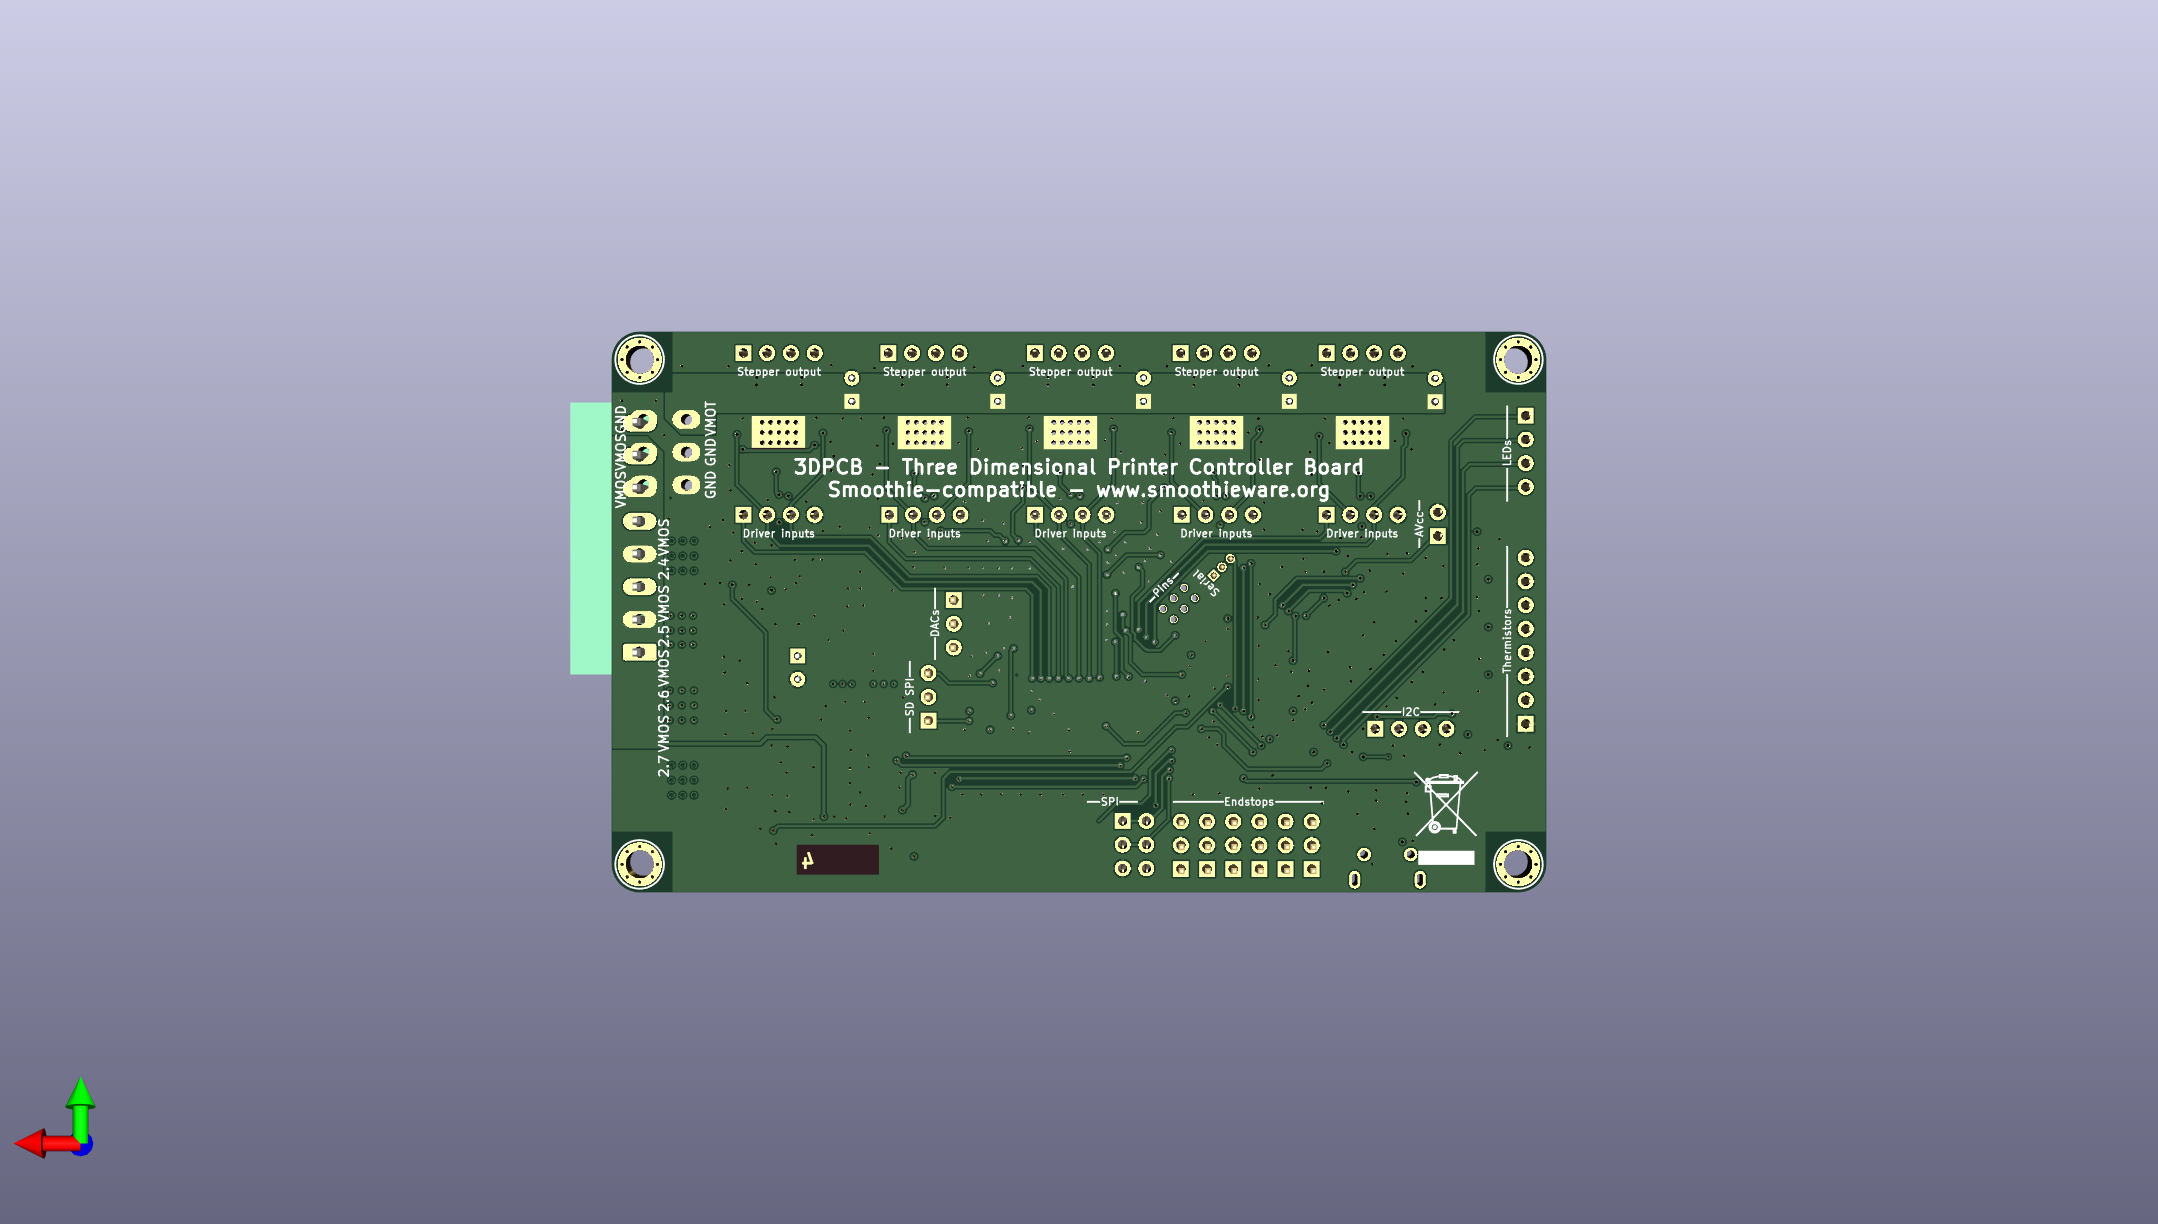 Stepper output
Stepper output
Stepper output
Stepper output
Stepper output
GND
VMOS
VMOS
VMOT
GND
GND
LEDs
3DPCB - Three Dimensional Printer Controller Board
Smoothie-compatible - www.smoothieware.org
AVcc
Driver inputs
Driver inputs
Driver inputs
Driver inputs
Driver inputs
2.7 VMOS 2.6 VMOS 2.5 VMOS 2.4 VMOS
Pins
Serial
DACs
Thermistors
SD SPI
I2C
SPI
Endstops
4